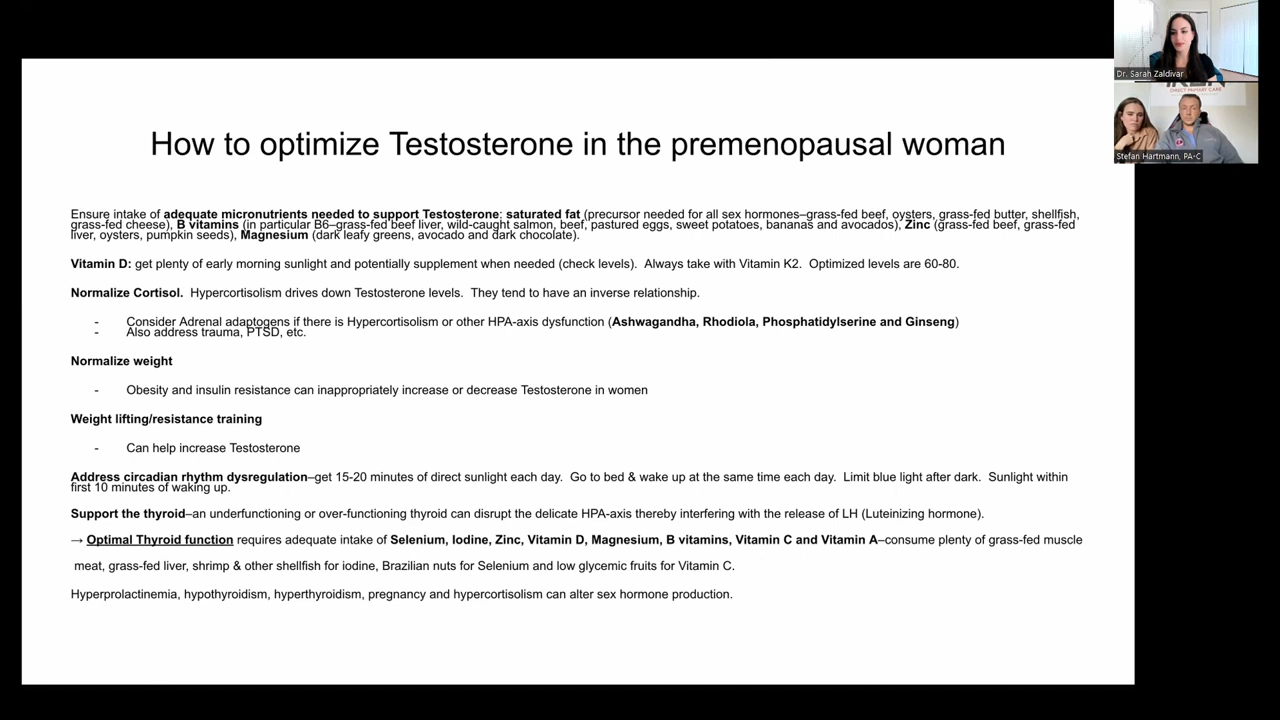 How to optimize Testosterone in the premenopausal woman
Ensure intake of adequate micronutrients needed to support Testosterone: saturated fat (precursor needed for all sex hormones–grass-fed beef, oysters, grass-fed butter, shellfish,
grass-fed cheese), B vitamins (in particular B6–grass-fed beef liver, wild-caught salmon, beef, pastured eggs, sweet potatoes, bananas and avocados), Zinc (grass-fed beef, grass-fed
liver, oysters, pumpkin seeds), Magnesium (dark leafy greens, avocado and dark chocolate).
Vitamin D: get plenty of early morning sunlight and potentially supplement when needed (check levels). Always take with Vitamin K2. Optimized levels are 60-80.
Normalize Cortisol. Hypercortisolism drives down Testosterone levels. They tend to have an inverse relationship.
- Consider Adrenal adaptogens if there is Hypercortisolism or other HPA-axis dysfunction (Ashwagandha, Rhodiola, Phosphatidylserine and Ginseng)
- Also address trauma, PTSD, etc.
Normalize weight
- Obesity and insulin resistance can inappropriately increase or decrease Testosterone in women
Weight lifting/resistance training
- Can help increase Testosterone
Address circadian rhythm dysregulation–get 15-20 minutes of direct sunlight each day. Go to bed & wake up at the same time each day. Limit blue light after dark. Sunlight within
first 10 minutes of waking up.
Support the thyroid–an underfunctioning or over-functioning thyroid can disrupt the delicate HPA-axis thereby interfering with the release of LH (Luteinizing hormone).
→ Optimal Thyroid function requires adequate intake of Selenium, Iodine, Zinc, Vitamin D, Magnesium, B vitamins, Vitamin C and Vitamin A–consume plenty of grass-fed muscle
meat, grass-fed liver, shrimp & other shellfish for iodine, Brazilian nuts for Selenium and low glycemic fruits for Vitamin C.
Hyperprolactinemia, hypothyroidism, hyperthyroidism, pregnancy and hypercortisolism can alter sex hormone production.
Dr. Sarah Zaldivar
DIRECT PRIMARY CARE
Stefan Hartmann, PA-C